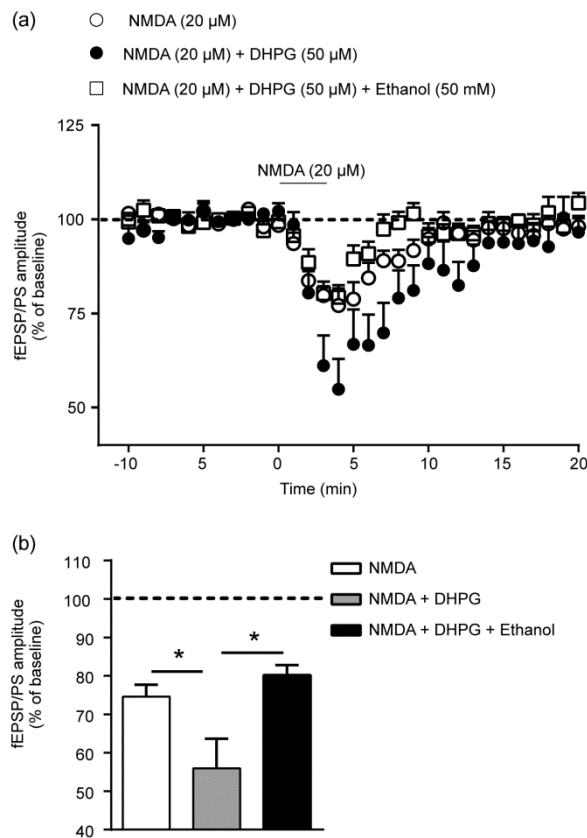 (a)
NMDA (20 µM)
NMDA (20 µM) + DHPG (50 µM)
NMDA (20 µM) + DHPG (50 µM) + Ethanol (50 mM)
125
100
75
50
fEPSP/PS amplitude
(% of baseline)
NMDA (20 µM)
-10
5
0
5
10
15
20
Time (min)
(b)
110
100
90
80
70
60
50
40
fEPSP/PS amplitude
(% of baseline)
*
*
NMDA
NMDA + DHPG
NMDA + DHPG + Ethanol